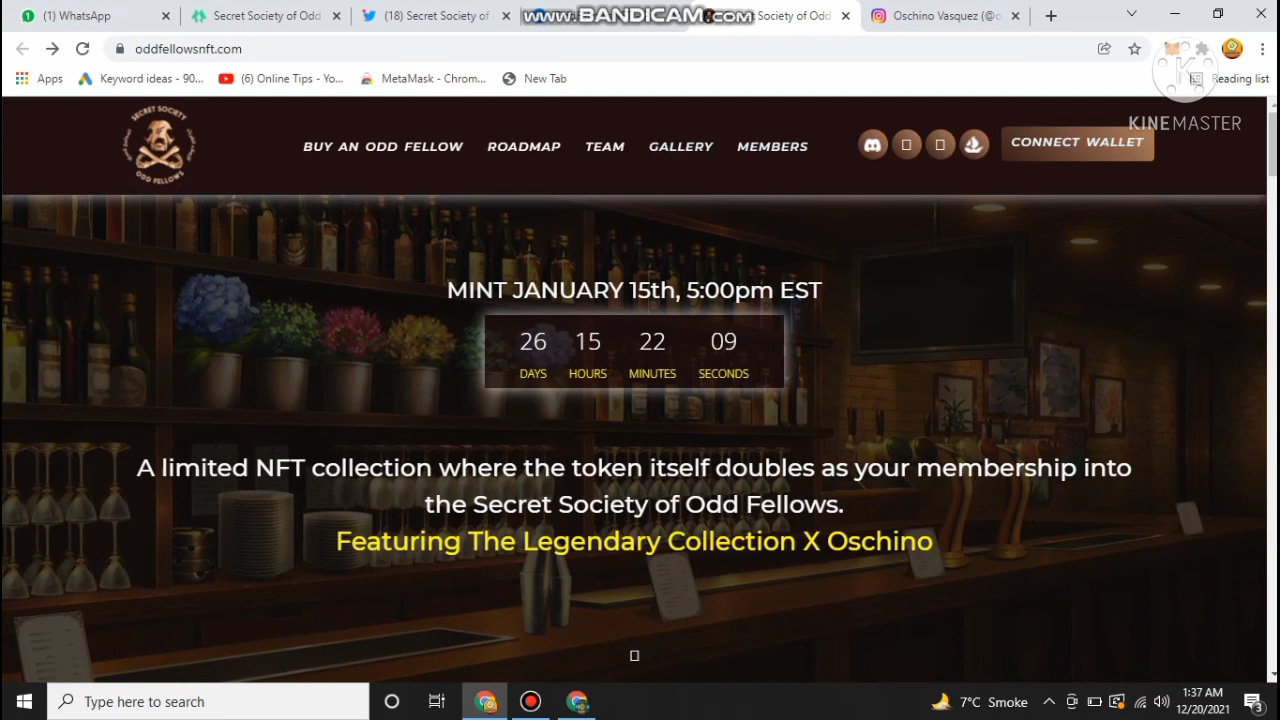 (1) WhatsApp
Secret Society of Odd
(18) Secret Society of
WWW.BANDICAM.COM
Society of Odd
Oschino Vasquez (@o
oddfellowsnft.com
Apps
Keyword ideas - 90...
(6) Online Tips - Yo...
MetaMask - Chrom...
New Tab
Reading list
KINEMASTER
SECRET SOCIETY
ODD FELLOWS
BUY AN ODD FELLOW
ROADMAP
TEAM
GALLERY
MEMBERS
CONNECT WALLET
MINT JANUARY 15th, 5:00pm EST
26 15 22 09
DAYS HOURS MINUTES SECONDS
A limited NFT collection where the token itself doubles as your membership into
the Secret Society of Odd Fellows.
Featuring The Legendary Collection X Oschino
Type here to search
7°C Smoke
1:37 AM
12/20/2021
3